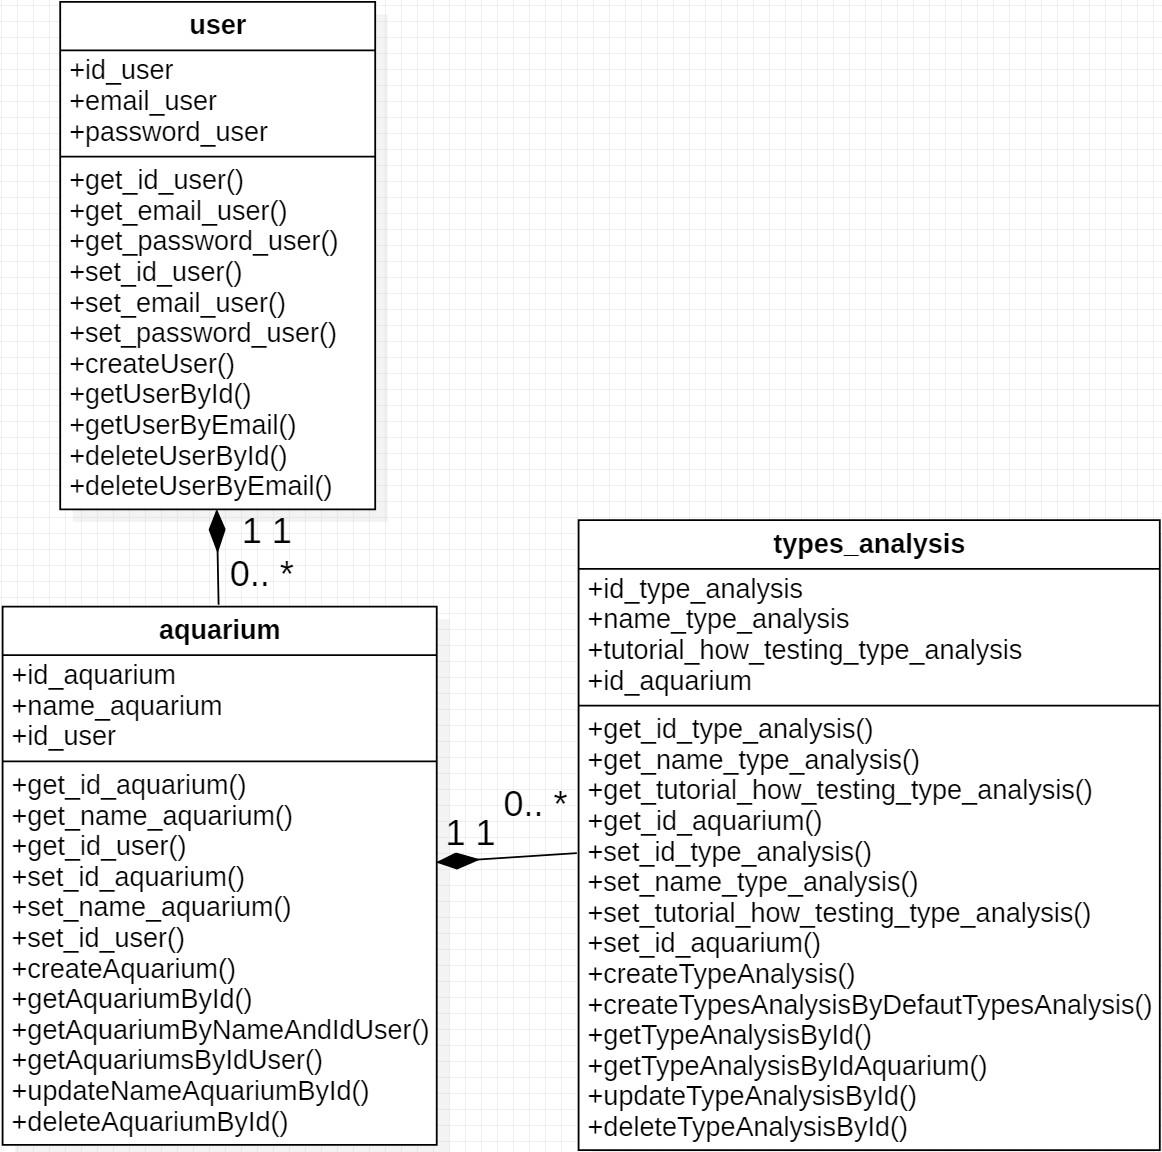 user
+id_user
+email_user
+password_user
+get_id_user()
+get_email_user()
+get_password_user()
+set_id_user()
+set_email_user()
+set_password_user()
+createUser()
+getUserById()
+getUserByEmail()
+deleteUserById()
+deleteUserByEmail()
1 1
0.. *
aquarium
+id_aquarium
+name_aquarium
+id_user
+get_id_aquarium()
+get_name_aquarium()
+get_id_user()
+set_id_aquarium()
+set_name_aquarium()
+set_id_user()
+createAquarium()
+getAquariumById()
+getAquariumByNameAndIdUser()
+getAquariumsByIdUser()
+updateNameAquariumById()
+deleteAquariumById()
1 1
0.. *
types_analysis
+id_type_analysis
+name_type_analysis
+tutorial_how_testing_type_analysis
+id_aquarium
+get_id_type_analysis()
+get_name_type_analysis()
+get_tutorial_how_testing_type_analysis()
+get_id_aquarium()
+set_id_type_analysis()
+set_name_type_analysis()
+set_tutorial_how_testing_type_analysis()
+set_id_aquarium()
+createTypeAnalysis()
+createTypesAnalysisByDefautTypesAnalysis()
+getTypeAnalysisById()
+getTypeAnalysisByIdAquarium()
+updateTypeAnalysisById()
+deleteTypeAnalysisById()